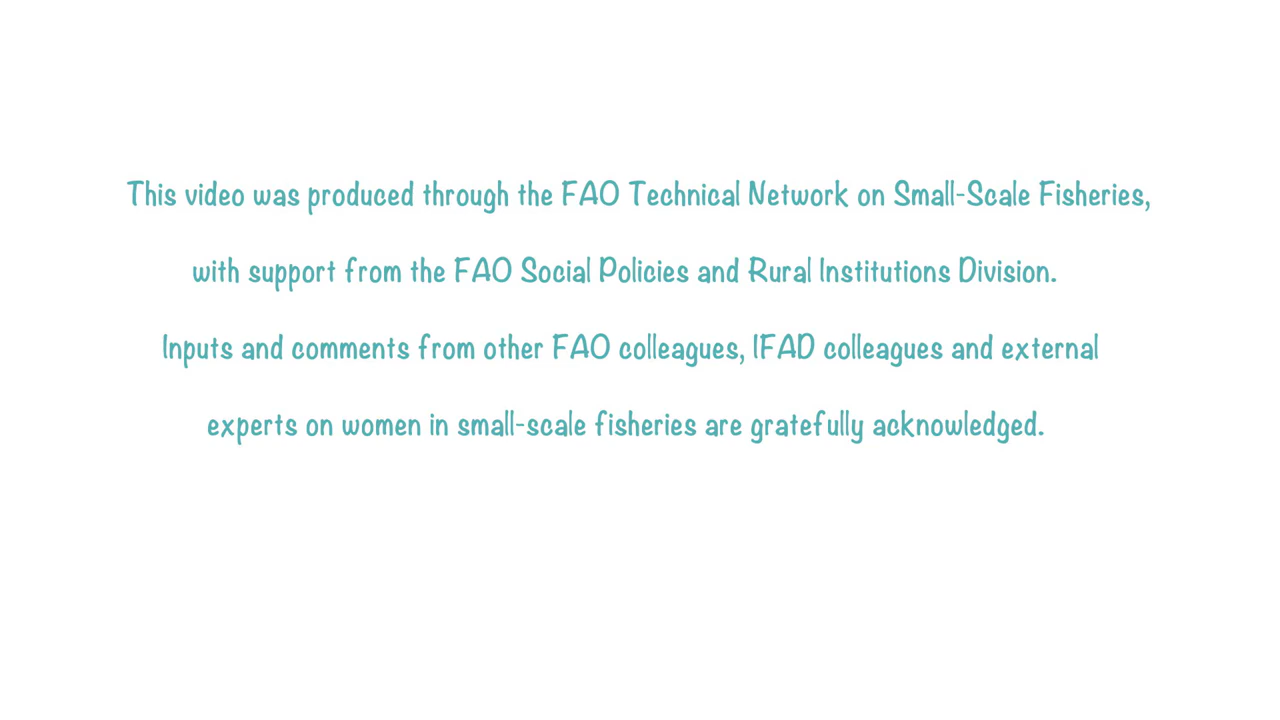 This video was produced through the FAO Technical Network on Small-Scale Fisheries,
with support from the FAO Social Policies and Rural Institutions Division.
Inputs and comments from other FAO colleagues, IFAD colleagues and external
experts on women in small-scale fisheries are gratefully acknowledged.